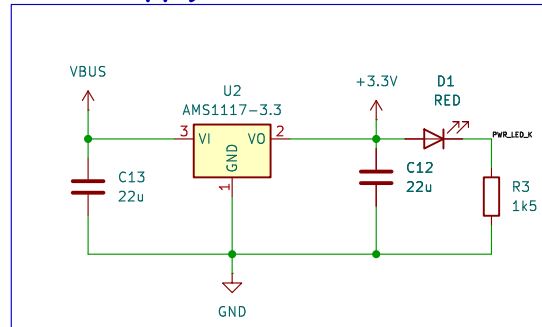 VBUS
U2
AMS1117-3.3
3
VI
VO
2
GND
1
C13
22u
+3.3V
D1
RED
PWR_LED_K
C12
22u
R3
1k5
GND